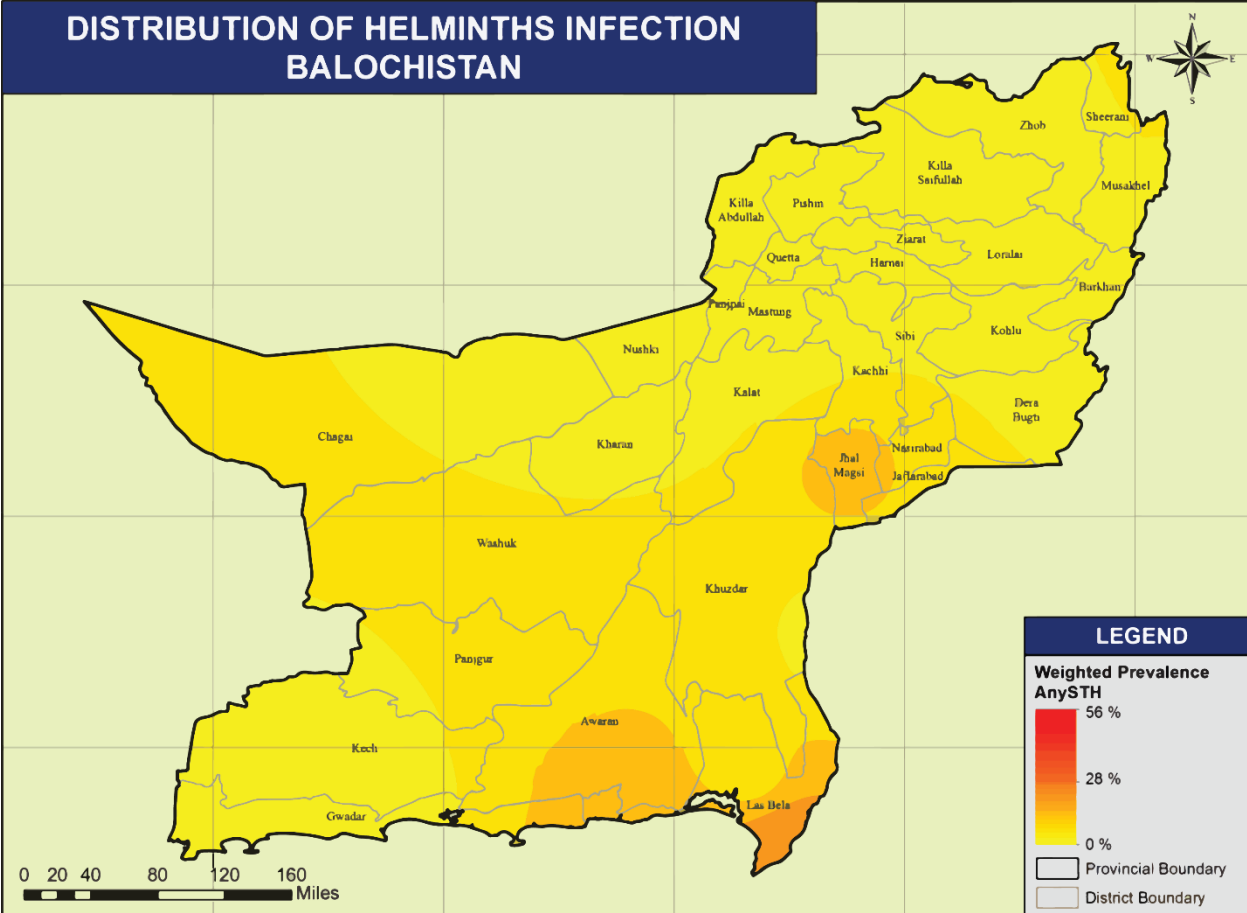 DISTRIBUTION OF HELMINTHS INFECTION
BALOCHISTAN
N
W
E
S
Sheerani
Zhob
Killa
Saifullah
Musakhel
Killa
Abdullah
Pishin
Ziarat
Quetta
Harnai
Loralai
Barkhan
Panjpai
Mastung
Sibi
Kohlu
Nushki
Kachhi
Kalat
Dera
Bugti
Chagai
Kharan
Nasirabad
Jhal
Magsi
Jaffarabad
Washuk
Khuzdar
Panjgur
Awaran
Kech
Las Bela
Gwadar
LEGEND
Weighted Prevalence
AnySTH
56 %
28 %
0 %
Provincial Boundary
District Boundary
0 20 40 80 120 160
Miles